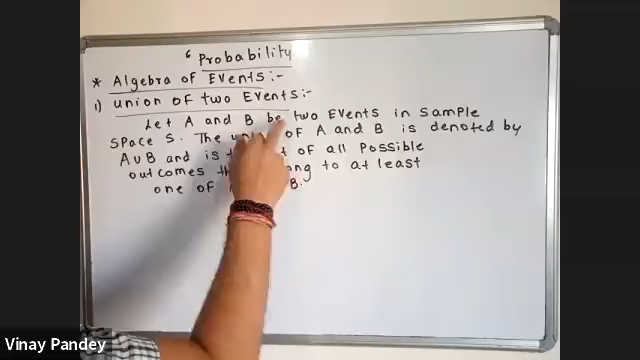 ‘ Probability
* Algebra of Events:-
1) Union of two Events:-
Let A and B be two Events in Sample
Space S. The union of A and B is denoted by
A∪B and is of all Possible
outcomes to at least
one of B.
Vinay Pandey